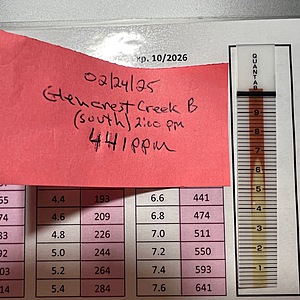 xp. 10/2026
02/24/25
Glencrest Creek B
(South) 2:00 pm
441 ppm
QUANTAB
9
8
7
6
5
4
3
2
1
4.4 193 6.6 441
4.6 209 6.8 474
4.8 226 7.0 511
5.0 244 7.2 550
5.2 264 7.4 593
5.4 284 7.6 641